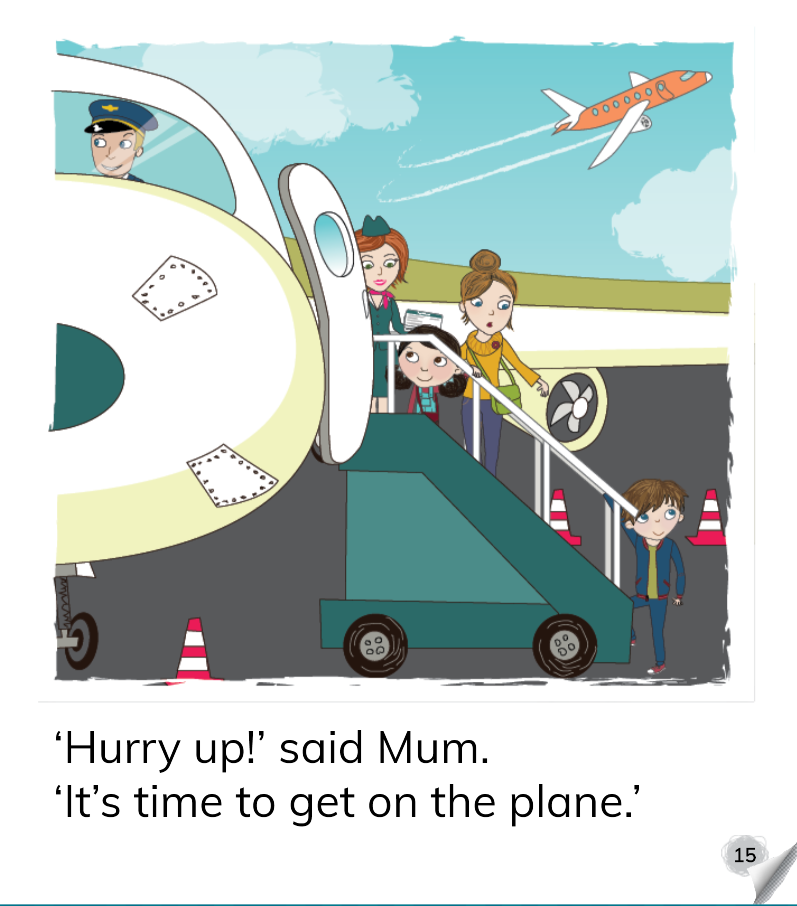 ‘Hurry up!’ said Mum.
‘It’s time to get on the plane.’
15